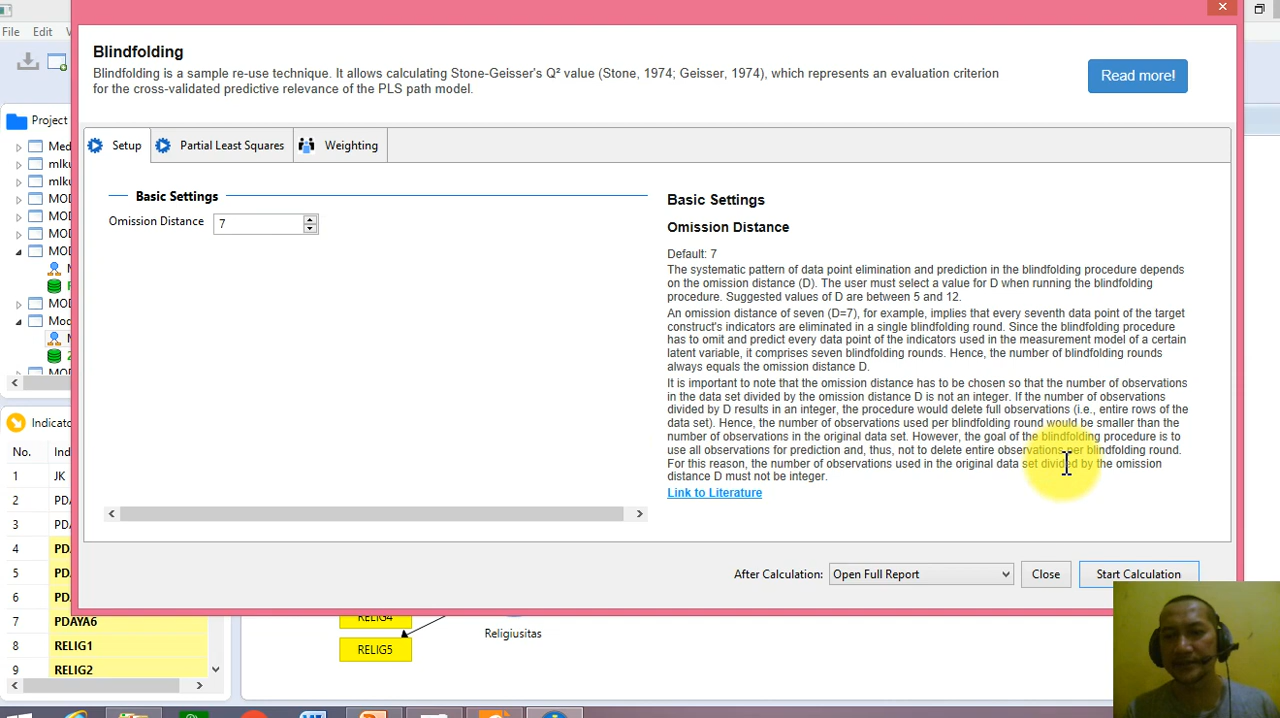 File Edit
Blindfolding
Blindfolding is a sample re-use technique. It allows calculating Stone-Geisser's Q² value (Stone, 1974; Geisser, 1974), which represents an evaluation criterion
for the cross-validated predictive relevance of the PLS path model.
Read more!
Setup
Partial Least Squares
Weighting
Project
Basic Settings
Omission Distance
7
Basic Settings
Omission Distance
Default: 7
The systematic pattern of data point elimination and prediction in the blindfolding procedure depends
on the omission distance (D). The user must select a value for D when running the blindfolding
procedure. Suggested values of D are between 5 and 12.
An omission distance of seven (D=7), for example, implies that every seventh data point of the target
construct's indicators are eliminated in a single blindfolding round. Since the blindfolding procedure
has to omit and predict every data point of the indicators used in the measurement model of a certain
latent variable, it comprises seven blindfolding rounds. Hence, the number of blindfolding rounds
always equals the omission distance D.
It is important to note that the omission distance has to be chosen so that the number of observations
in the data set divided by the omission distance D is not an integer. If the number of observations
divided by D results in an integer, the procedure would delete full observations (i.e., entire rows of the
data set). Hence, the number of observations used per blindfolding round would be smaller than the
number of observations in the original data set. However, the goal of the blindfolding procedure is to
use all observations for prediction and, thus, not to delete entire observations per blindfolding round.
For this reason, the number of observations used in the original data set divided by the omission
distance D must not be integer.
Link to Literature
After Calculation:
Open Full Report
Close
Start Calculation
Med
mlku
mlku
MOD
MOD
MOD
MOD
MOD
Mod
No.
1 JK
2
3
4
5
6
7 PDAYA6
8 RELIG1
9 RELIG2
RELIG4
RELIG5
Religiusitas